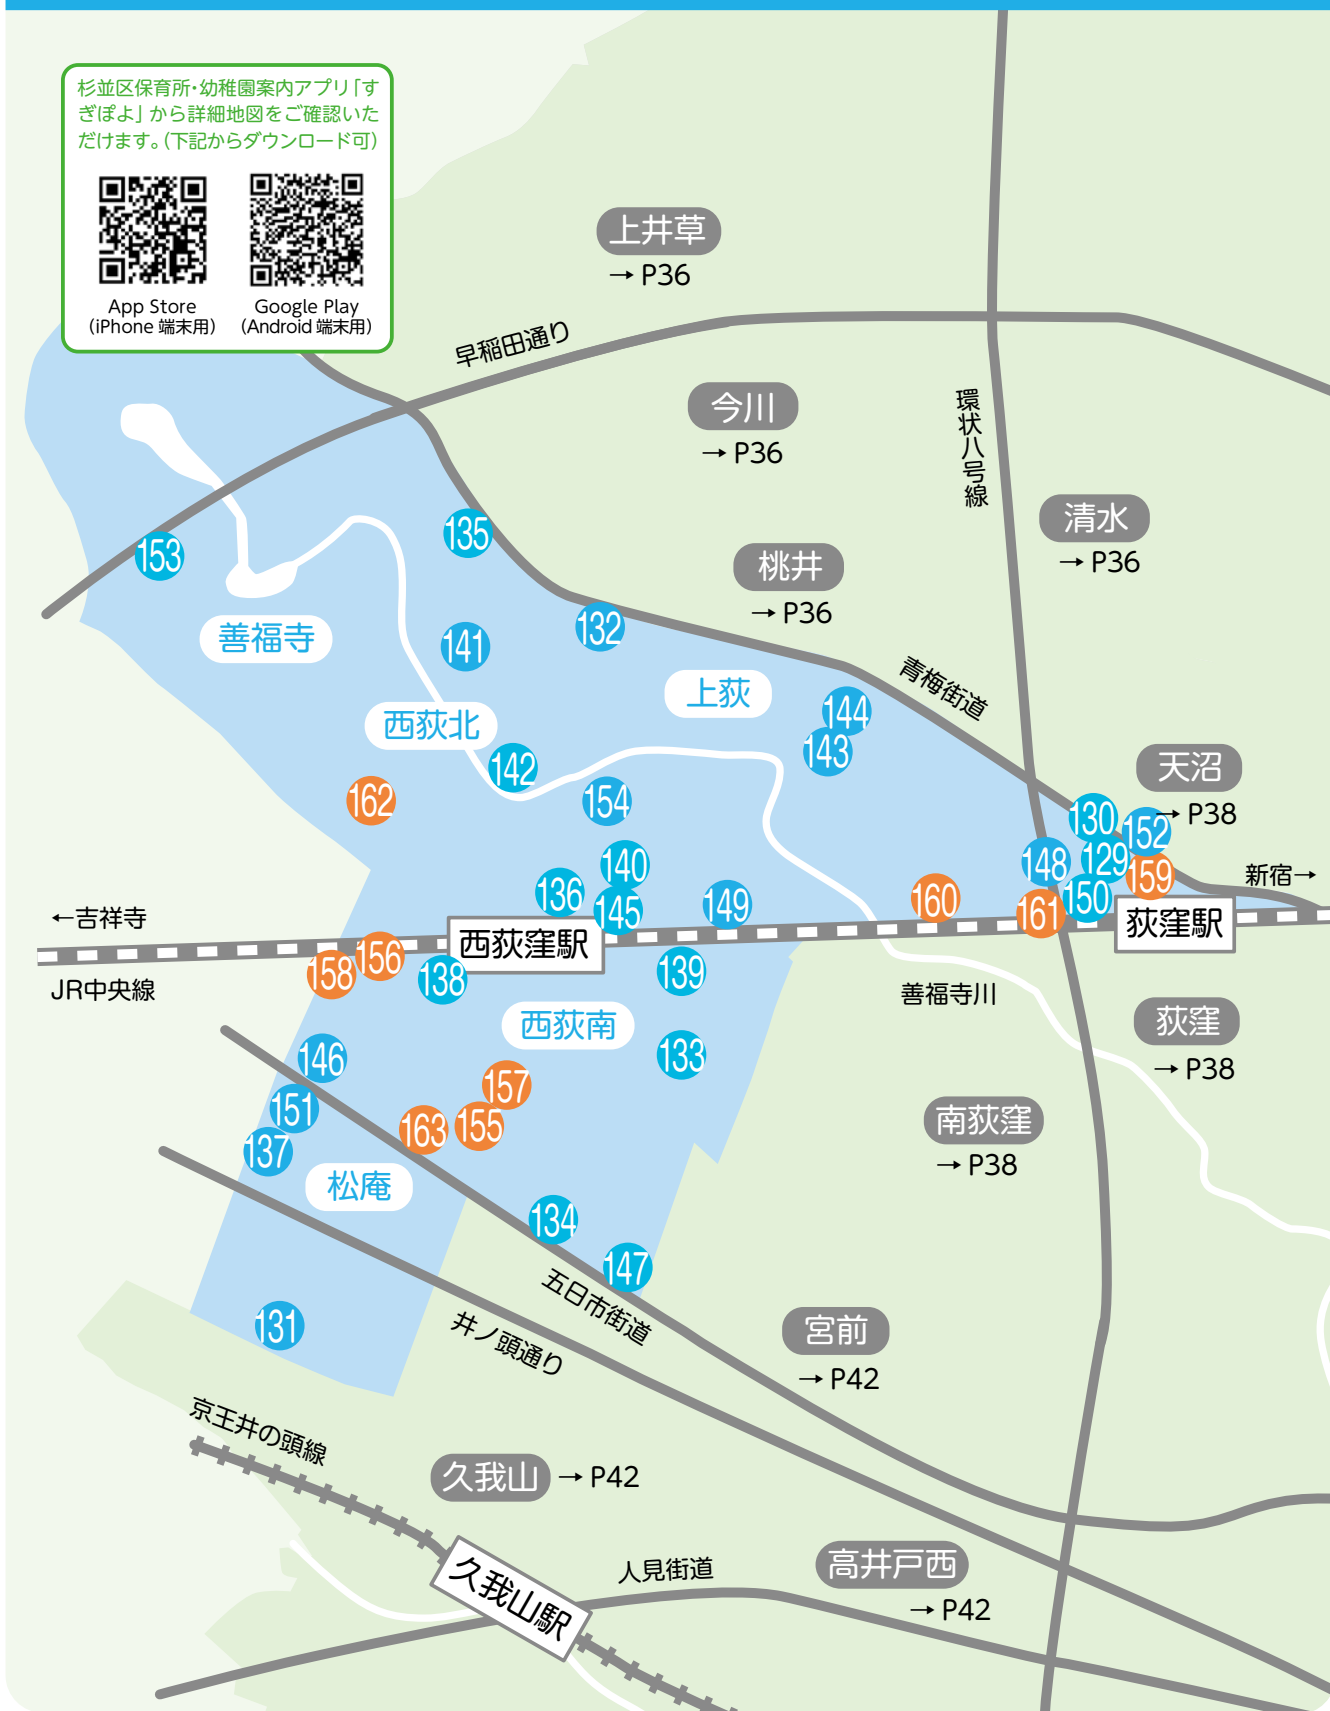 杉並区保育所・幼稚園案内アプリ「す
ぎぽよ」から詳細地図をご確認いた
だけます。(下記からダウンロード可)
App Store
(iPhone 端末用)
Google Play
(Android 端末用)
上井草
→ P36
早稲田通り
今川
→ P36
環状八号線
清水
→ P36
135
153
桃井
→ P36
132
善福寺
141
青梅街道
上荻
144
西荻北
143
142
天沼
→ P38
162
154
130
152
140
148
129
159
新宿→
136
145
149
160
161
150
←吉祥寺
西荻窪駅
荻窪駅
156
158
138
139
JR中央線
善福寺川
西荻南
荻窪
→ P38
146
133
157
151
155
163
137
南荻窪
→ P38
松庵
134
147
五日市街道
131
井ノ頭通り
宮前
→ P42
京王井の頭線
久我山 → P42
久我山駅
人見街道
高井戸西
→ P42